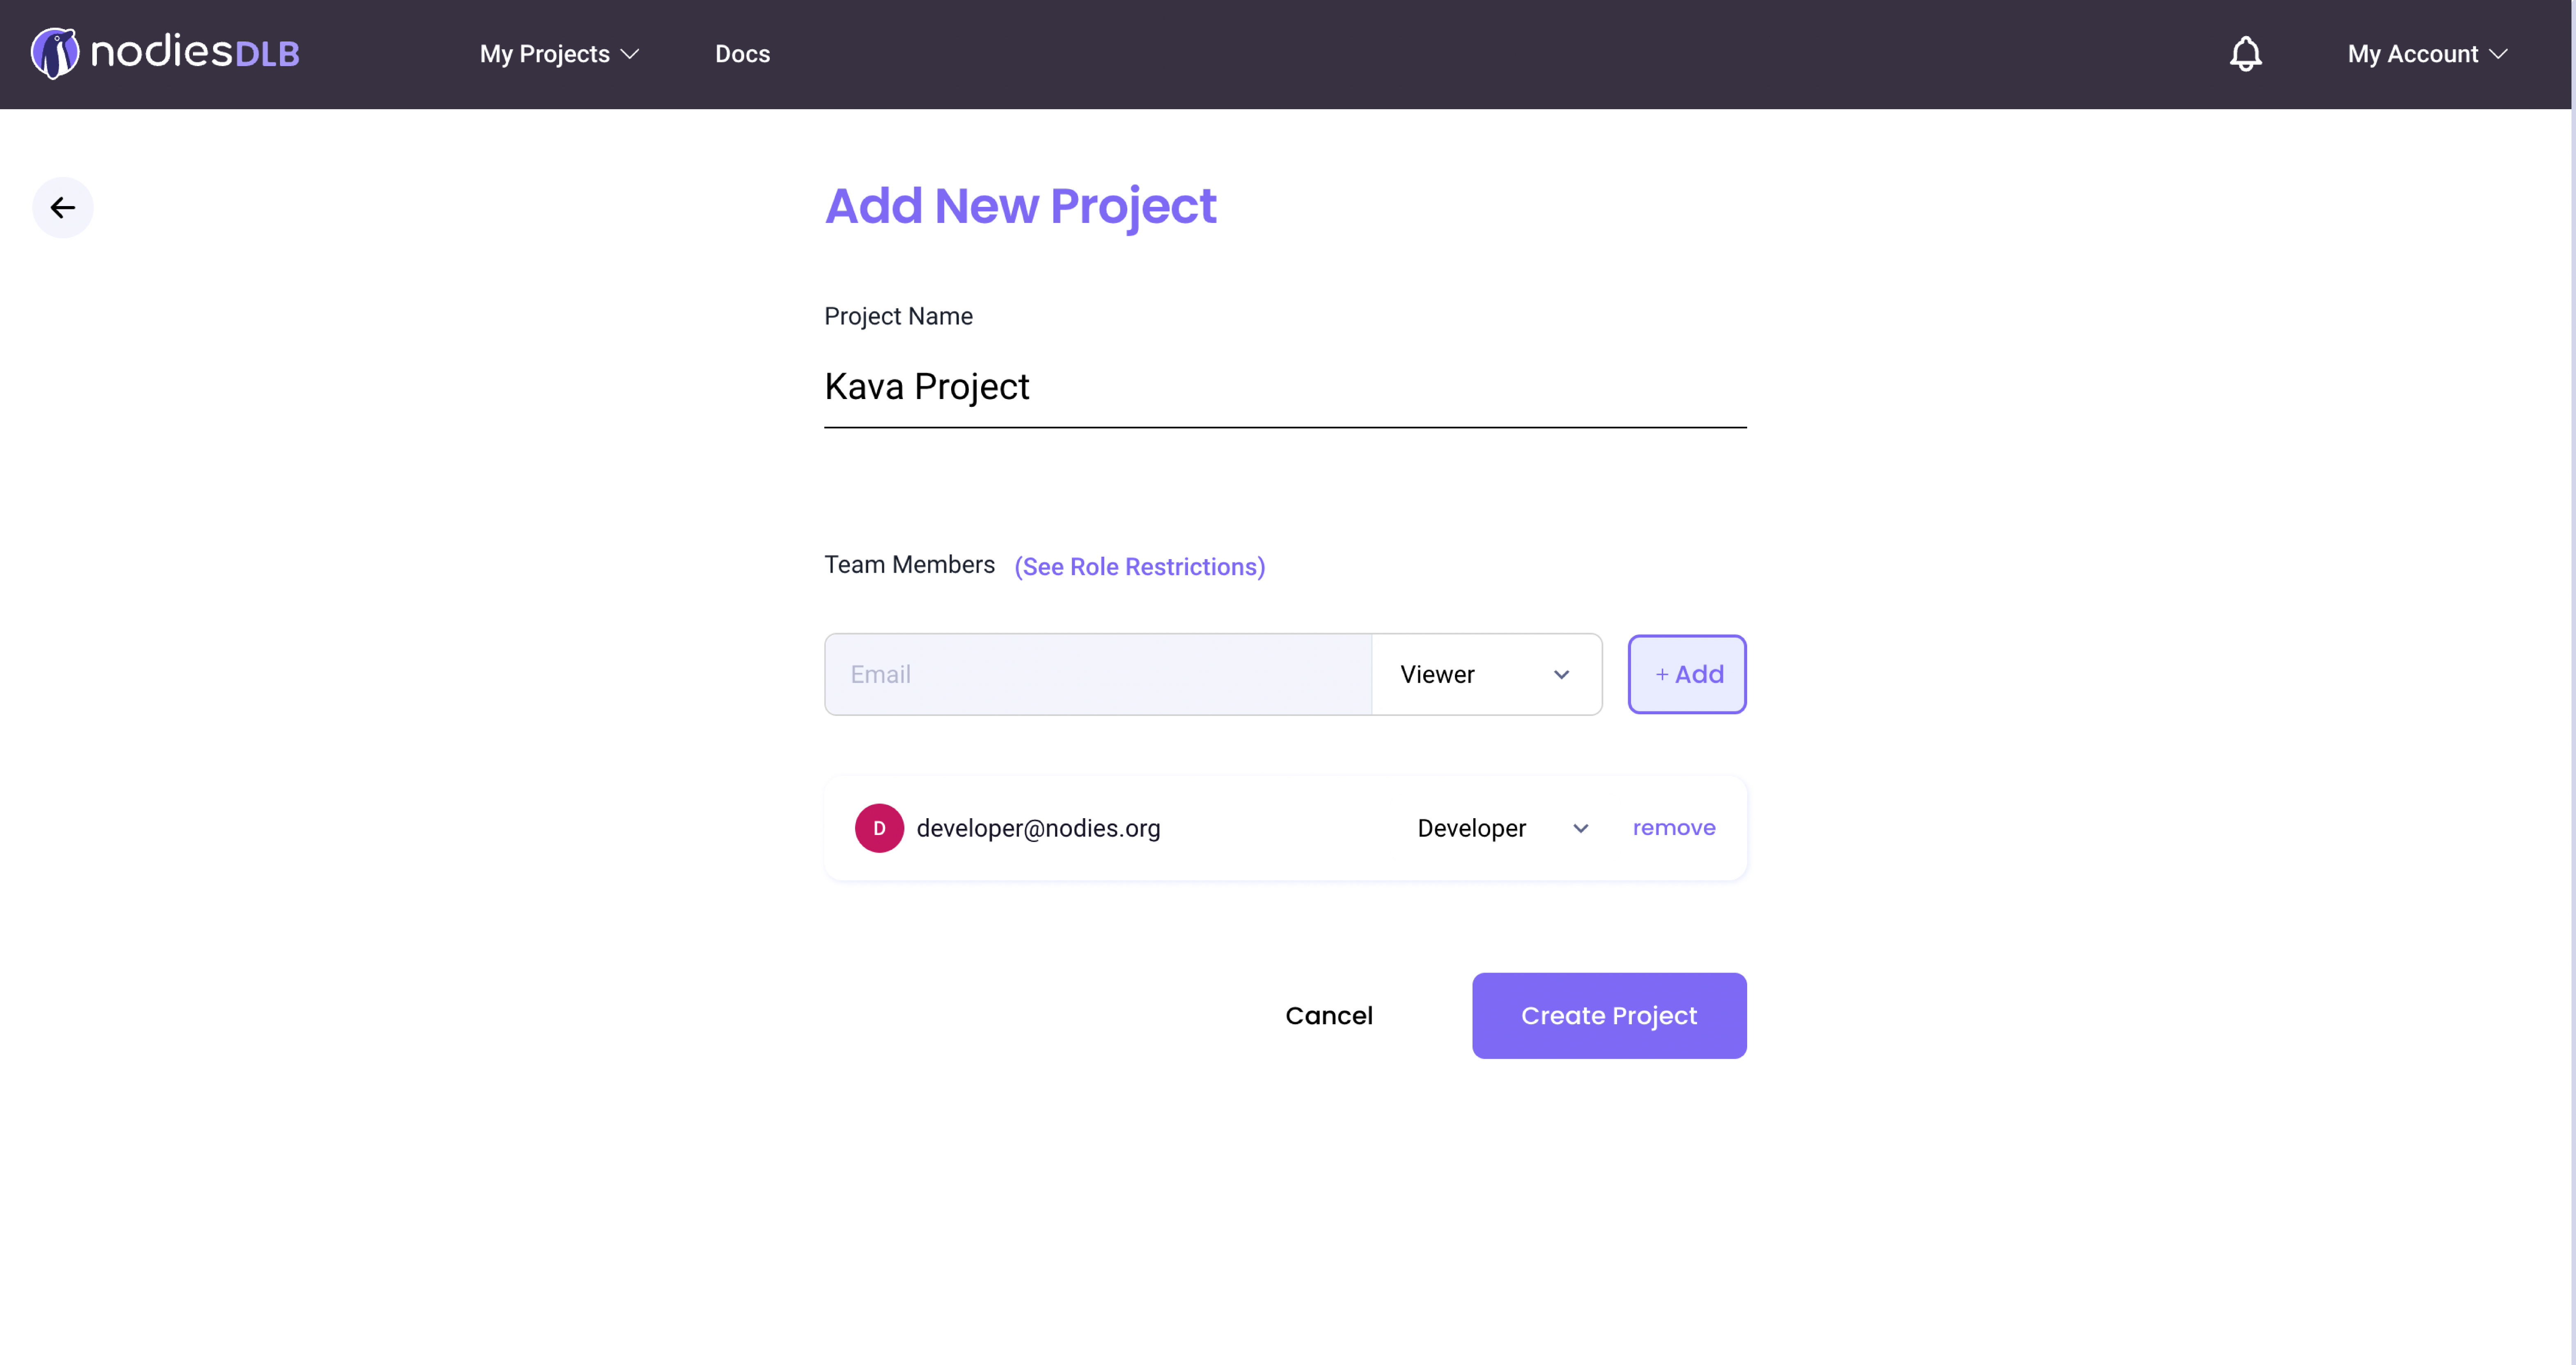 nodiesDLB
My Projects
Docs
My Account
Add New Project
Project Name
Kava Project
Team Members (See Role Restrictions)
Email
Viewer
+ Add
D
developer@nodies.org
Developer
remove
Cancel
Create Project